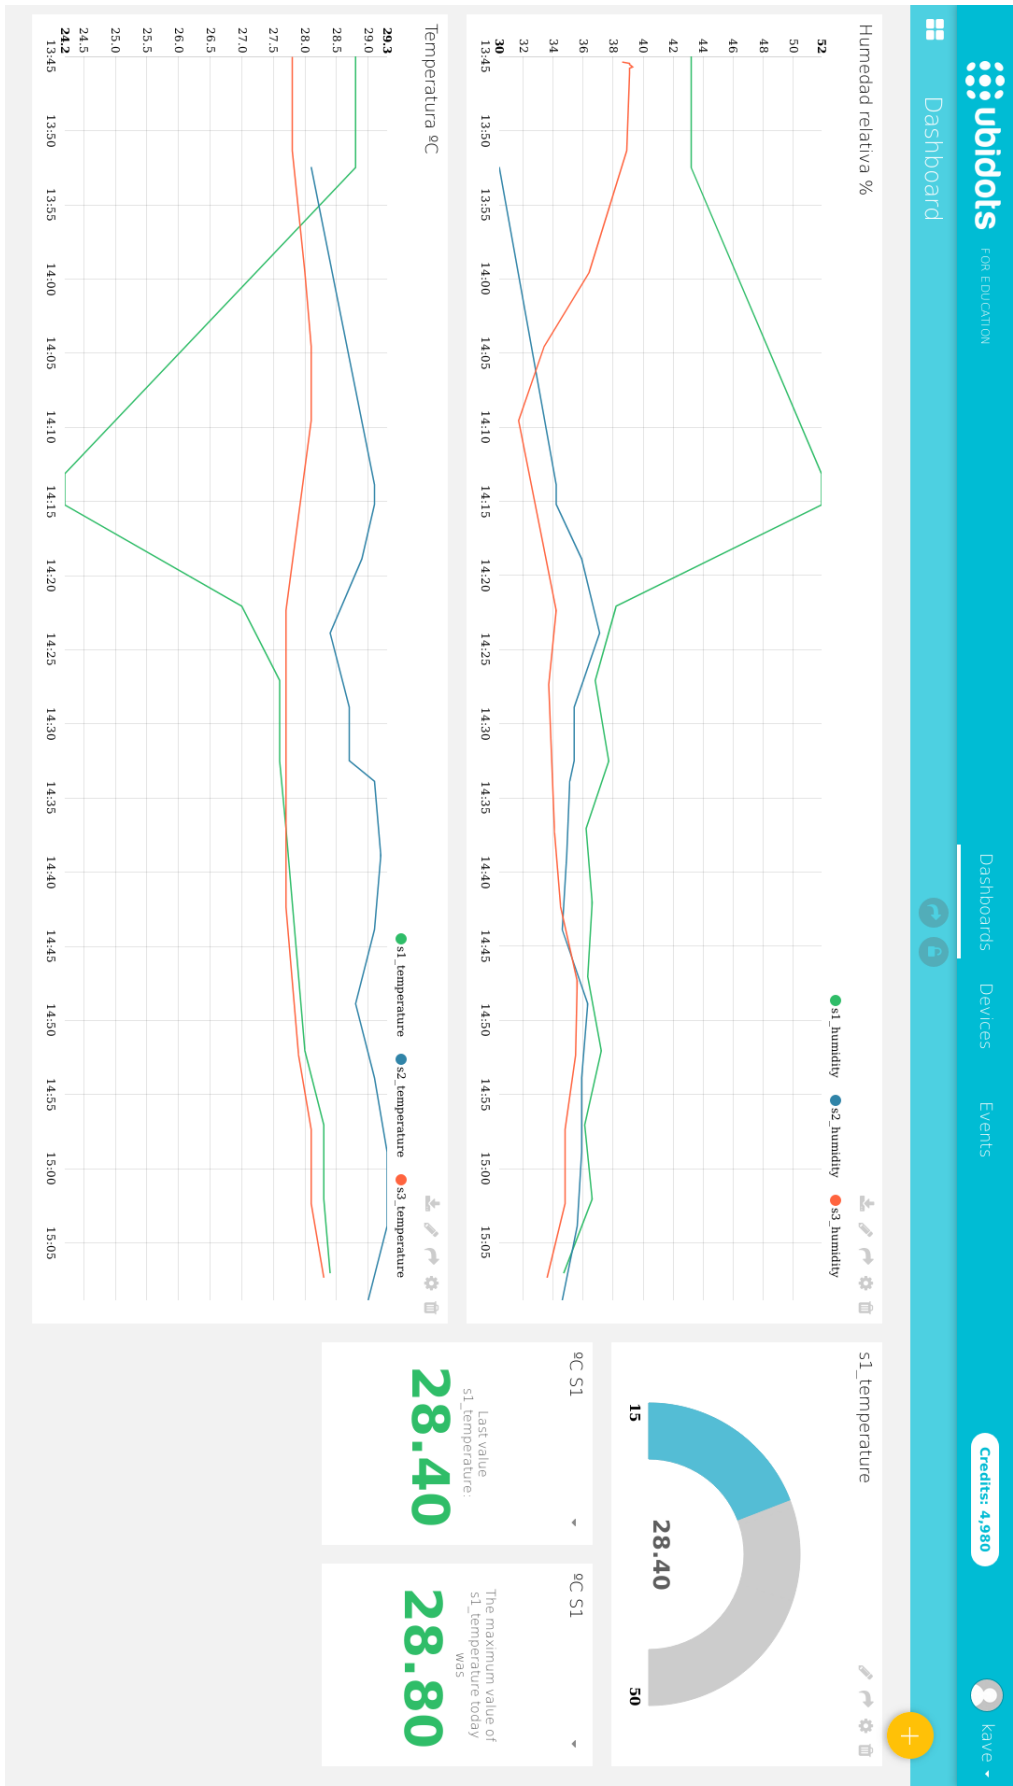 ubidots FOR EDUCATION
Dashboards
Devices
Events
Credits: 4,980
kave
Dashboard
Humedad relativa %
s1_humidity s2_humidity s3_humidity
52
50
48
46
44
42
40
38
36
34
32
30
13:45 13:50 13:55 14:00 14:05 14:10 14:15 14:20 14:25 14:30 14:35 14:40 14:45 14:50 14:55 15:00 15:05
Temperatura ºC
s1_temperature s2_temperature s3_temperature
29.3
29.0
28.5
28.0
27.5
27.0
26.5
26.0
25.5
25.0
24.5
24.2
13:45 13:50 13:55 14:00 14:05 14:10 14:15 14:20 14:25 14:30 14:35 14:40 14:45 14:50 14:55 15:00 15:05
s1_temperature
28.40
15 50
ºC S1
Last value
s1_temperature:
28.40
ºC S1
The maximum value of
s1_temperature today
was
28.80